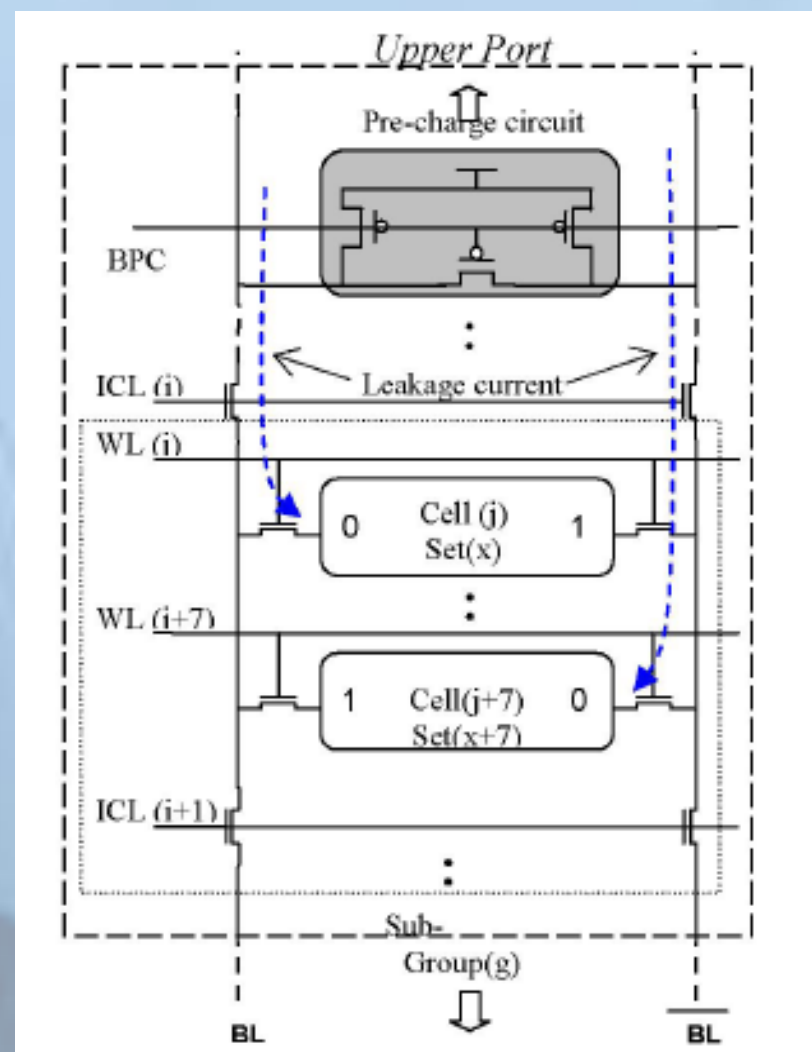 Upper Port
Pre-charge circuit
BPC
ICL (i)
Leakage current
WL (i)
0 Cell (j) 1
Set(x)
WL (i+7)
1 Cell(j+7) 0
Set(x+7)
ICL (i+1)
Sub-
Group(g)
BL BL